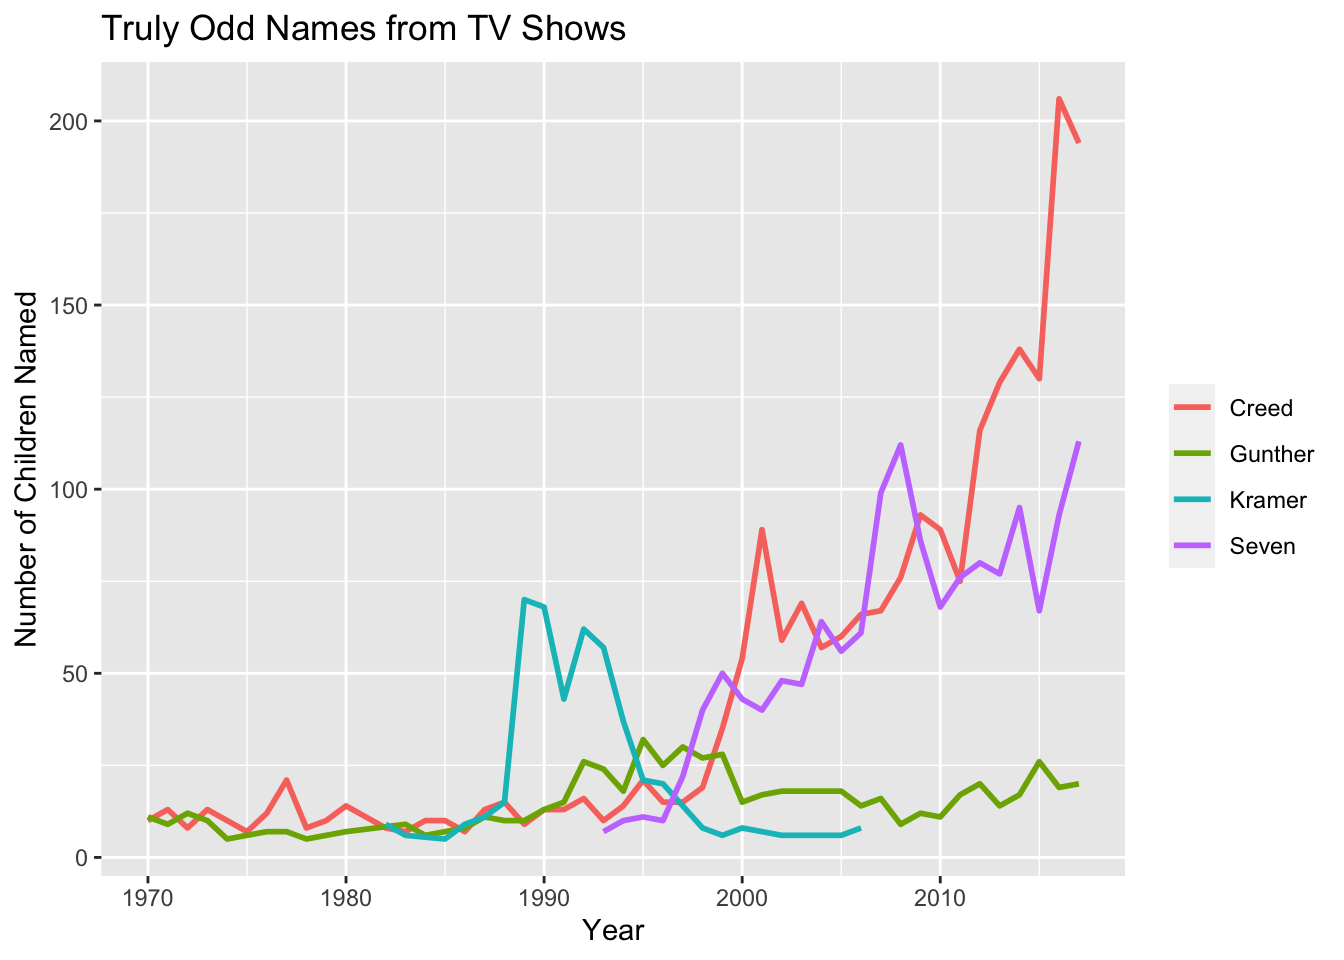 Truly Odd Names from TV Shows
Number of Children Named
200
150
100
50
0
1970 1980 1990 2000 2010
Year
Creed
Gunther
Kramer
Seven